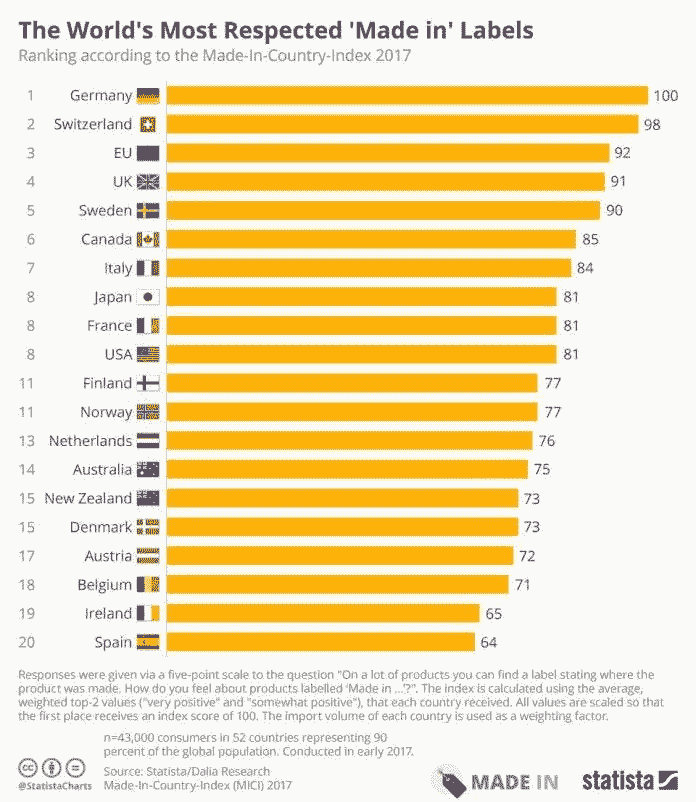 The World's Most Respected 'Made in' Labels
Ranking according to the Made-In-Country-Index 2017
1 Germany 100
2 Switzerland 98
3 EU 92
4 UK 91
5 Sweden 90
6 Canada 85
7 Italy 84
8 Japan 81
8 France 81
8 USA 81
11 Finland 77
11 Norway 77
13 Netherlands 76
14 Australia 75
15 New Zealand 73
15 Denmark 73
17 Austria 72
18 Belgium 71
19 Ireland 65
20 Spain 64
Responses were given via a five-point scale to the question "On a lot of products you can find a label stating where the
product was made. How do you feel about products labelled 'Made in ...'?". The index is calculated using the average,
weighted top-2 values ("very positive" and "somewhat positive"), that each country received. All values are scaled so that
the first place receives an index score of 100. The import volume of each country is used as a weighting factor.
n=43,000 consumers in 52 countries representing 90
percent of the global population. Conducted in early 2017.
Source: Statista/Dalia Research
Made-In-Country-Index (MICI) 2017
@StatistaCharts
MADE IN
statista